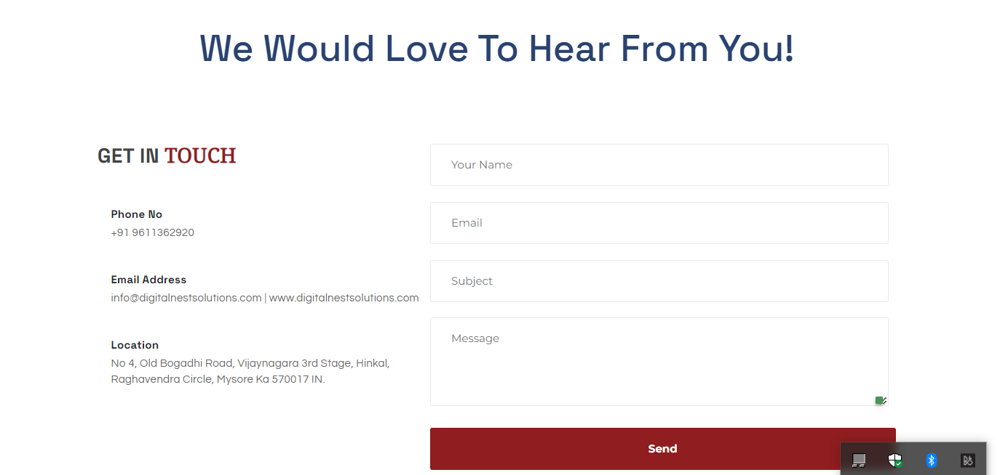 We Would Love To Hear From You!
GET IN TOUCH
Phone No
+91 9611362920
Email Address
info@digitalnestsolutions.com | www.digitalnestsolutions.com
Location
No 4, Old Bogadhi Road, Vijaynagara 3rd Stage, Hinkal,
Raghavendra Circle, Mysore Ka 570017 IN.
Your Name
Email
Subject
Message
Send